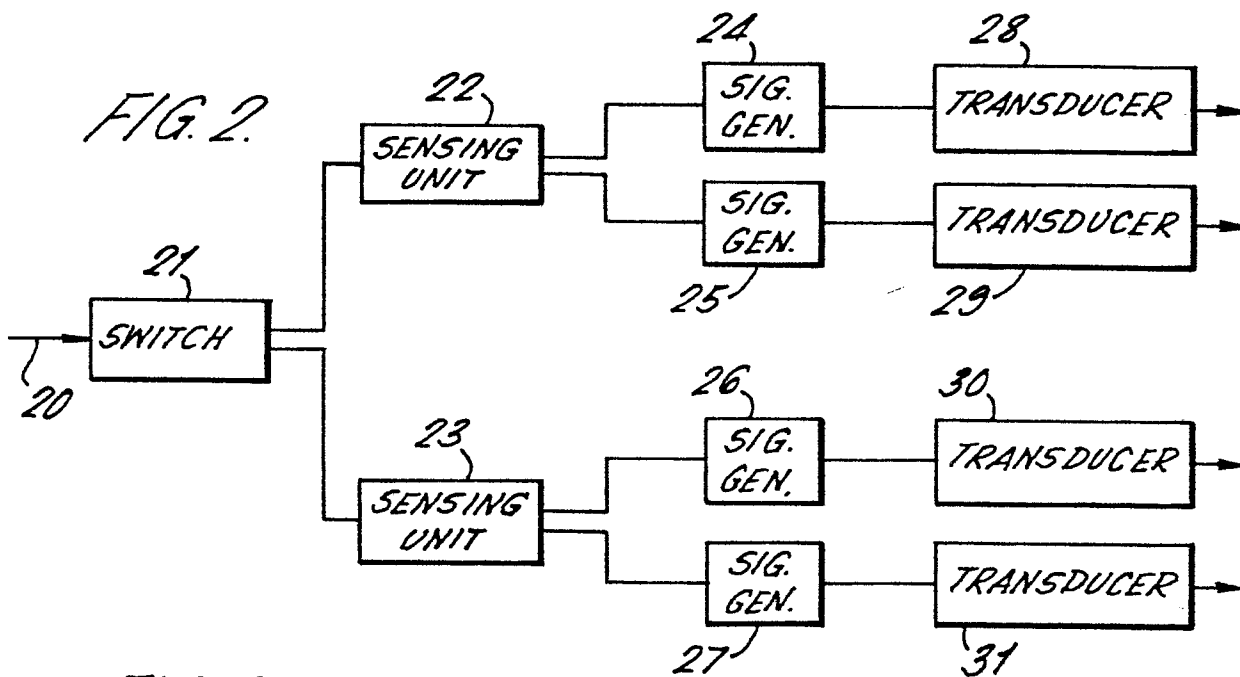 FIG. 2.
20
21
SWITCH
22
SENSING
UNIT
23
SENSING
UNIT
24
SIG.
GEN.
25
SIG.
GEN.
26
SIG.
GEN.
27
SIG.
GEN.
28
TRANSDUCER
29
TRANSDUCER
30
TRANSDUCER
31
TRANSDUCER